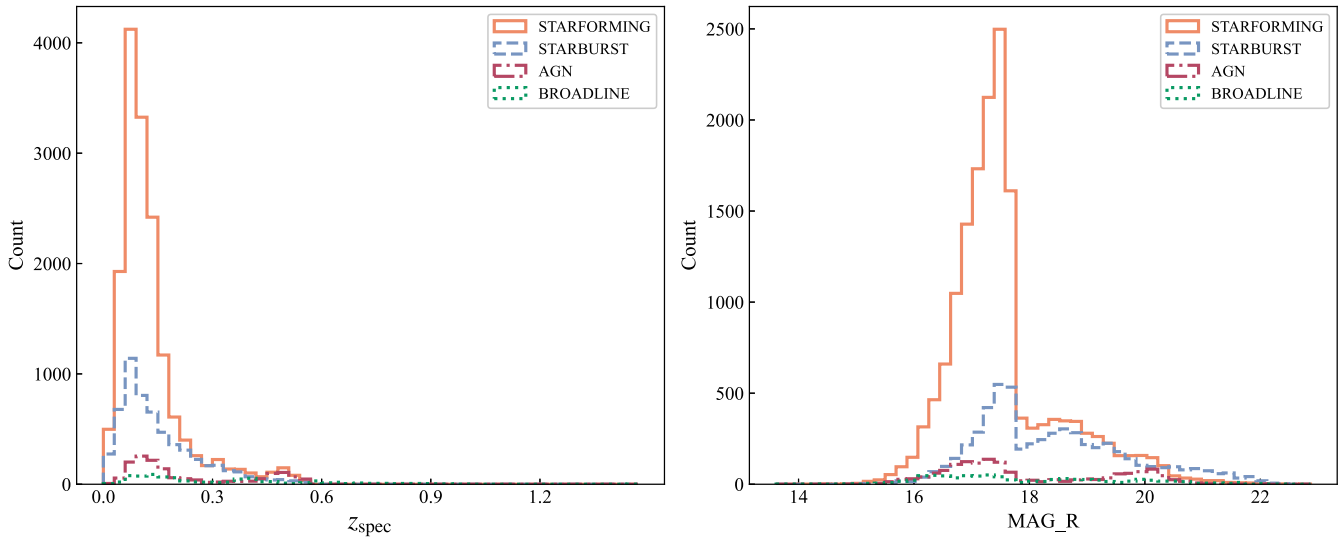 STARFORMING
STARBURST
AGN
BROADLINE
4000
3000
2000
1000
0
Count
0.0 0.3 0.6 0.9 1.2
z_spec
STARFORMING
STARBURST
AGN
BROADLINE
2500
2000
1500
1000
500
0
Count
14 16 18 20 22
MAG_R